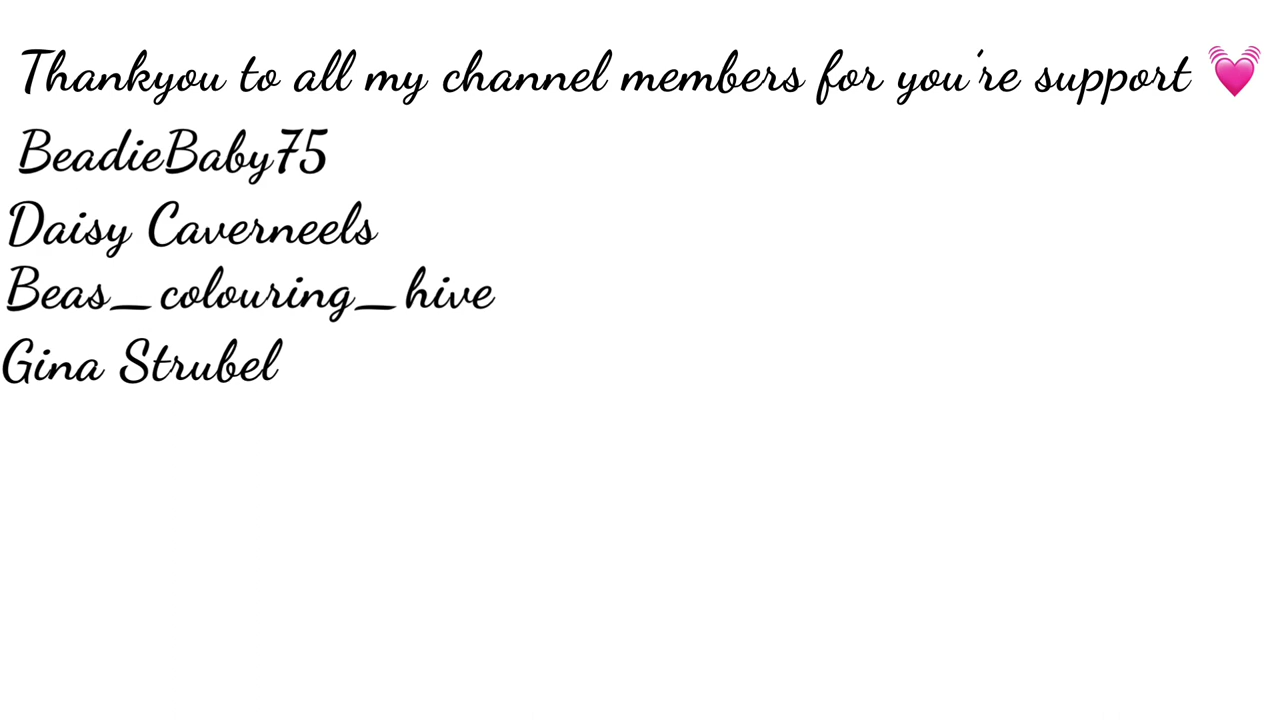 Thankyou to all my channel members for you're support 💓
BeadieBaby75
Daisy Caverneels
Beas_colouring_hive
Gina Strubel